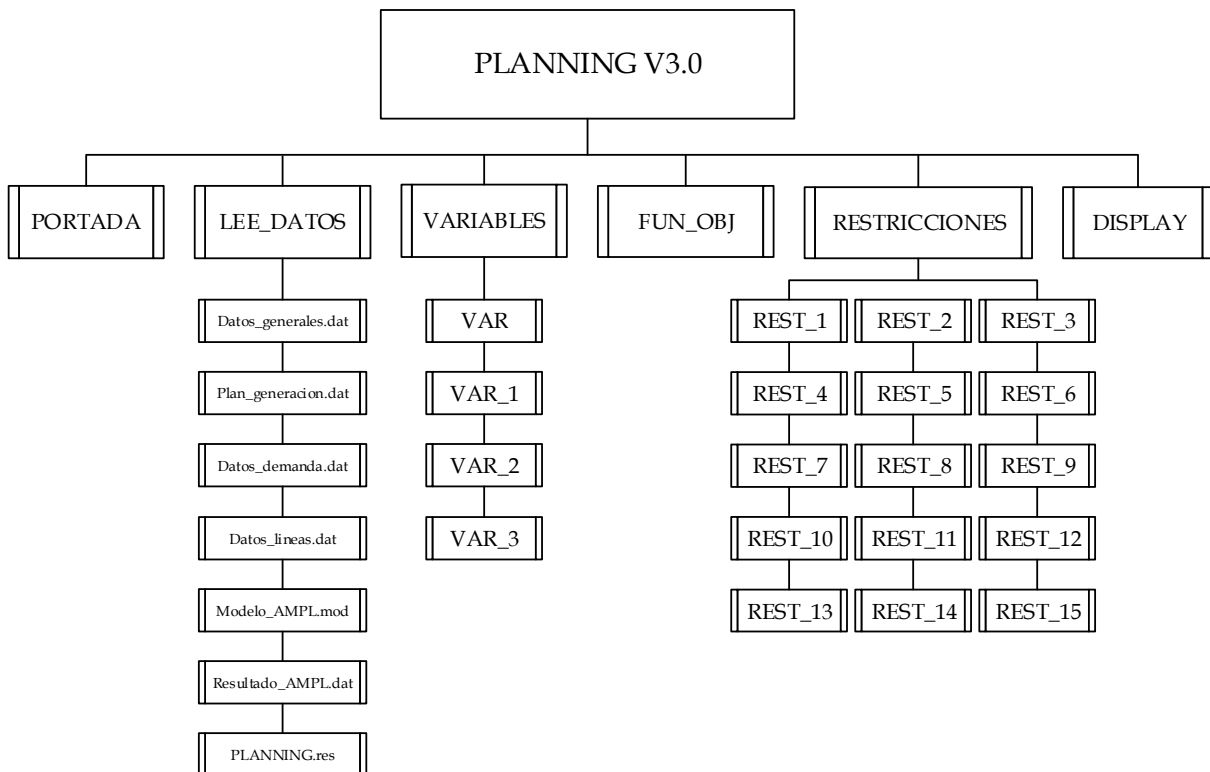 PLANNING V3.0
PORTADA
LEE_DATOS
VARIABLES
FUN_OBJ
RESTRICCIONES
DISPLAY
Datos_generales.dat
Plan_generacion.dat
Datos_demanda.dat
Datos_lineas.dat
Modelo_AMPL.mod
Resultado_AMPL.dat
PLANNING.res
VAR
VAR_1
VAR_2
VAR_3
REST_1
REST_2
REST_3
REST_4
REST_5
REST_6
REST_7
REST_8
REST_9
REST_10
REST_11
REST_12
REST_13
REST_14
REST_15